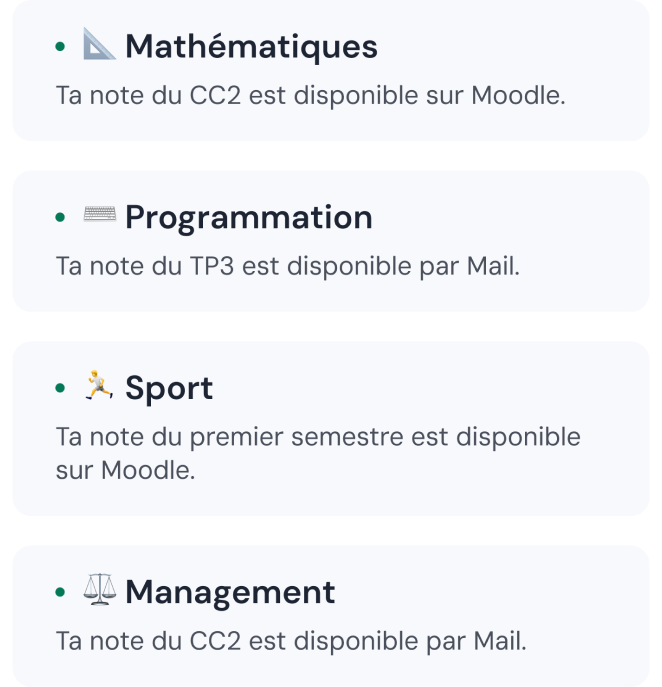 • 📐 Mathématiques
Ta note du CC2 est disponible sur Moodle.
• ⌨️ Programmation
Ta note du TP3 est disponible par Mail.
• 🏃 Sport
Ta note du premier semestre est disponible
sur Moodle.
• ⚖️ Management
Ta note du CC2 est disponible par Mail.